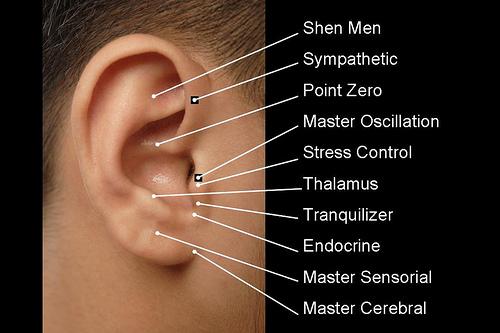 Shen Men
Sympathetic
Point Zero
Master Oscillation
Stress Control
Thalamus
Tranquilizer
Endocrine
Master Sensorial
Master Cerebral